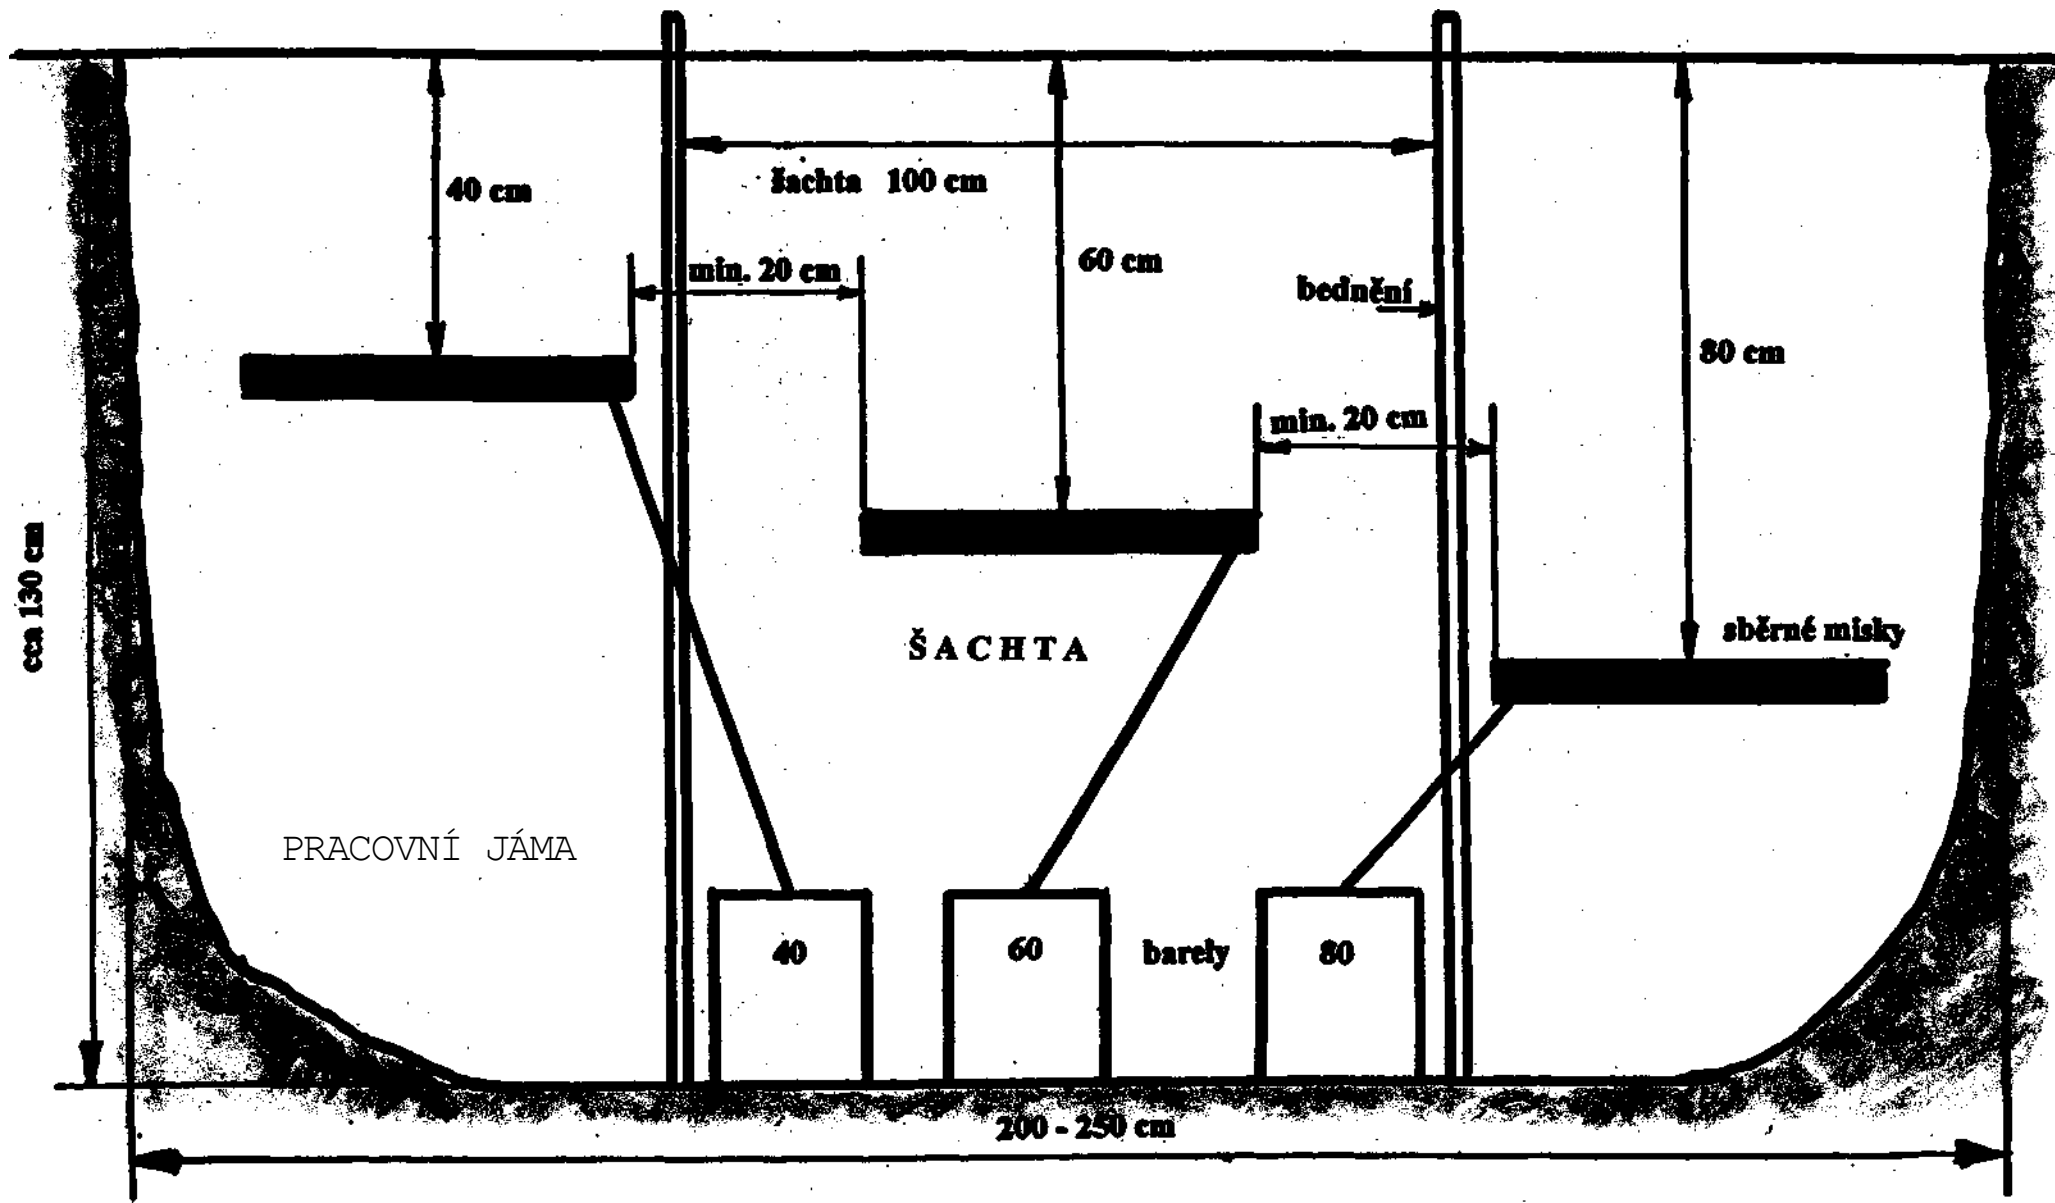 40 cm
šachta 100 cm
min. 20 cm
60 cm
bednění
80 cm
min. 20 cm
cca 130 cm
sběrné misky
ŠACHTA
PRACOVNÍ JÁMA
40
60
barely
80
200 - 250 cm